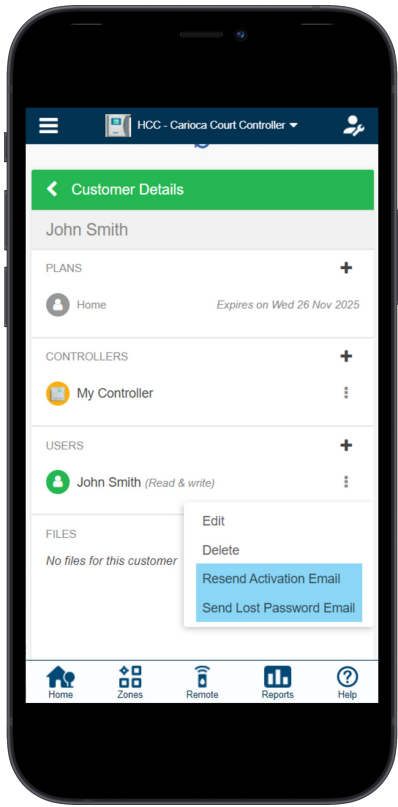 HCC - Carioca Court Controller
Customer Details
John Smith
PLANS
Home Expires on Wed 26 Nov 2025
CONTROLLERS
My Controller
USERS
John Smith (Read & write)
FILES
No files for this customer
Edit
Delete
Resend Activation Email
Send Lost Password Email
Home Zones Remote Reports Help